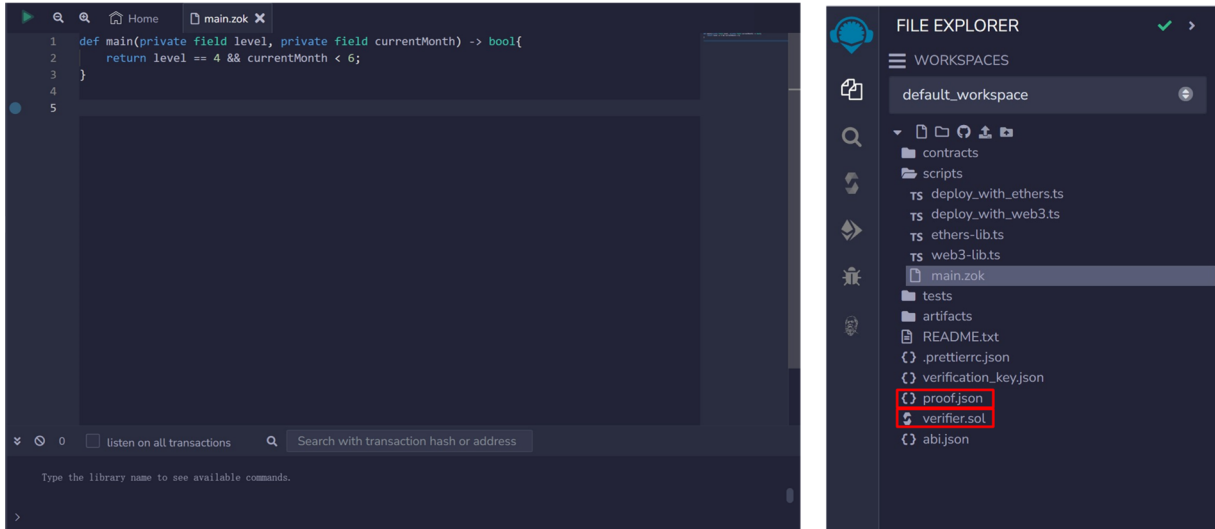 Home
main.zok
1 def main(private field level, private field currentMonth) -> bool{
2 return level == 4 && currentMonth < 6;
3 }
4
5
0 listen on all transactions Search with transaction hash or address
Type the library name to see available commands.
>
FILE EXPLORER
WORKSPACES
default_workspace
contracts
scripts
TS deploy_with_ethers.ts
TS deploy_with_web3.ts
TS ethers-lib.ts
TS web3-lib.ts
main.zok
tests
artifacts
README.txt
{} .prettierrc.json
{} verification_key.json
{} proof.json
verifier.sol
{} abi.json